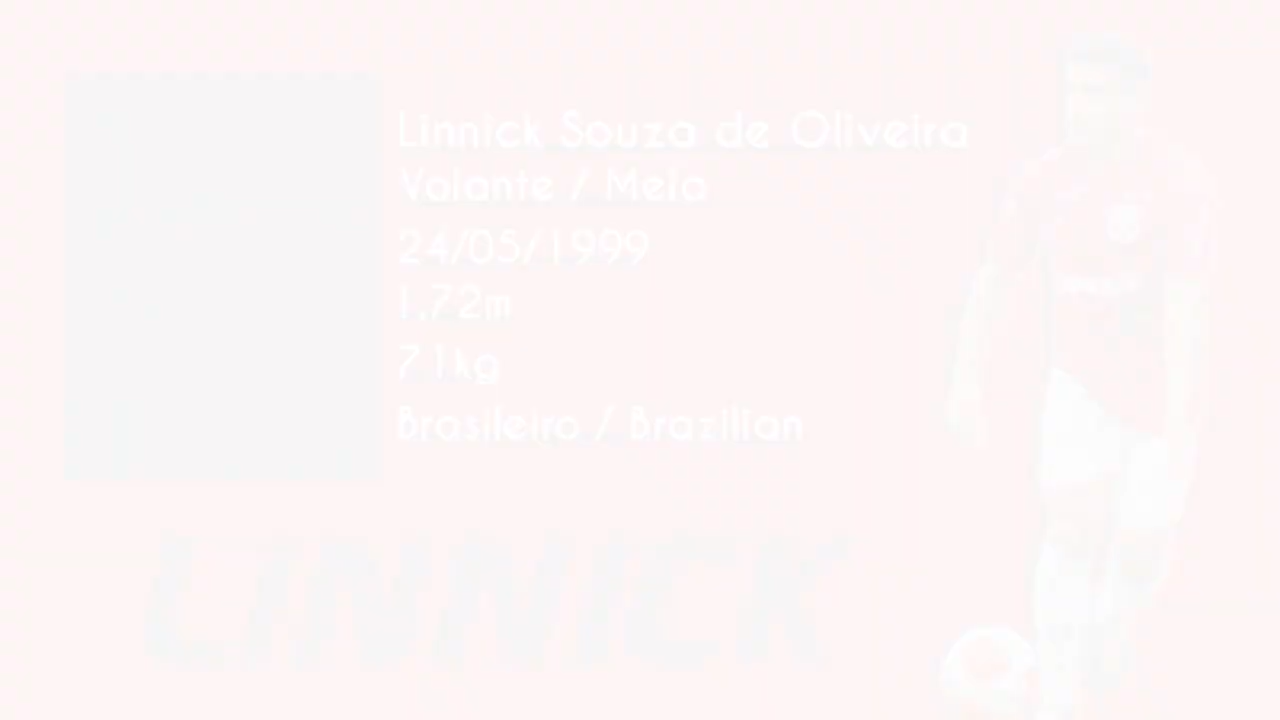 Linnick Souza de Oliveira
Volante / Meia
24/05/1999
1.72m
71kg
Brasileiro / Brazilian
LINNICK